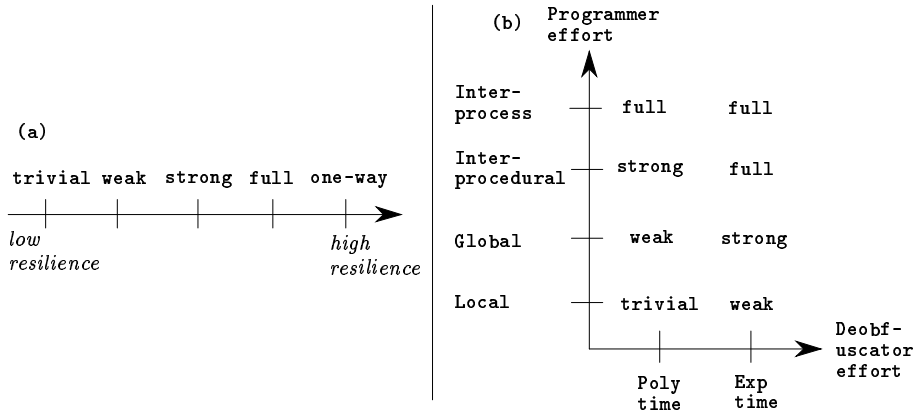 (a)
trivial weak strong full one-way
low
resilience
high
resilience
(b)
Programmer
effort
Inter-
process
full full
Inter-
procedural
strong full
Global
weak strong
Local
trivial weak
Deobf-
uscator
effort
Poly
time
Exp
time